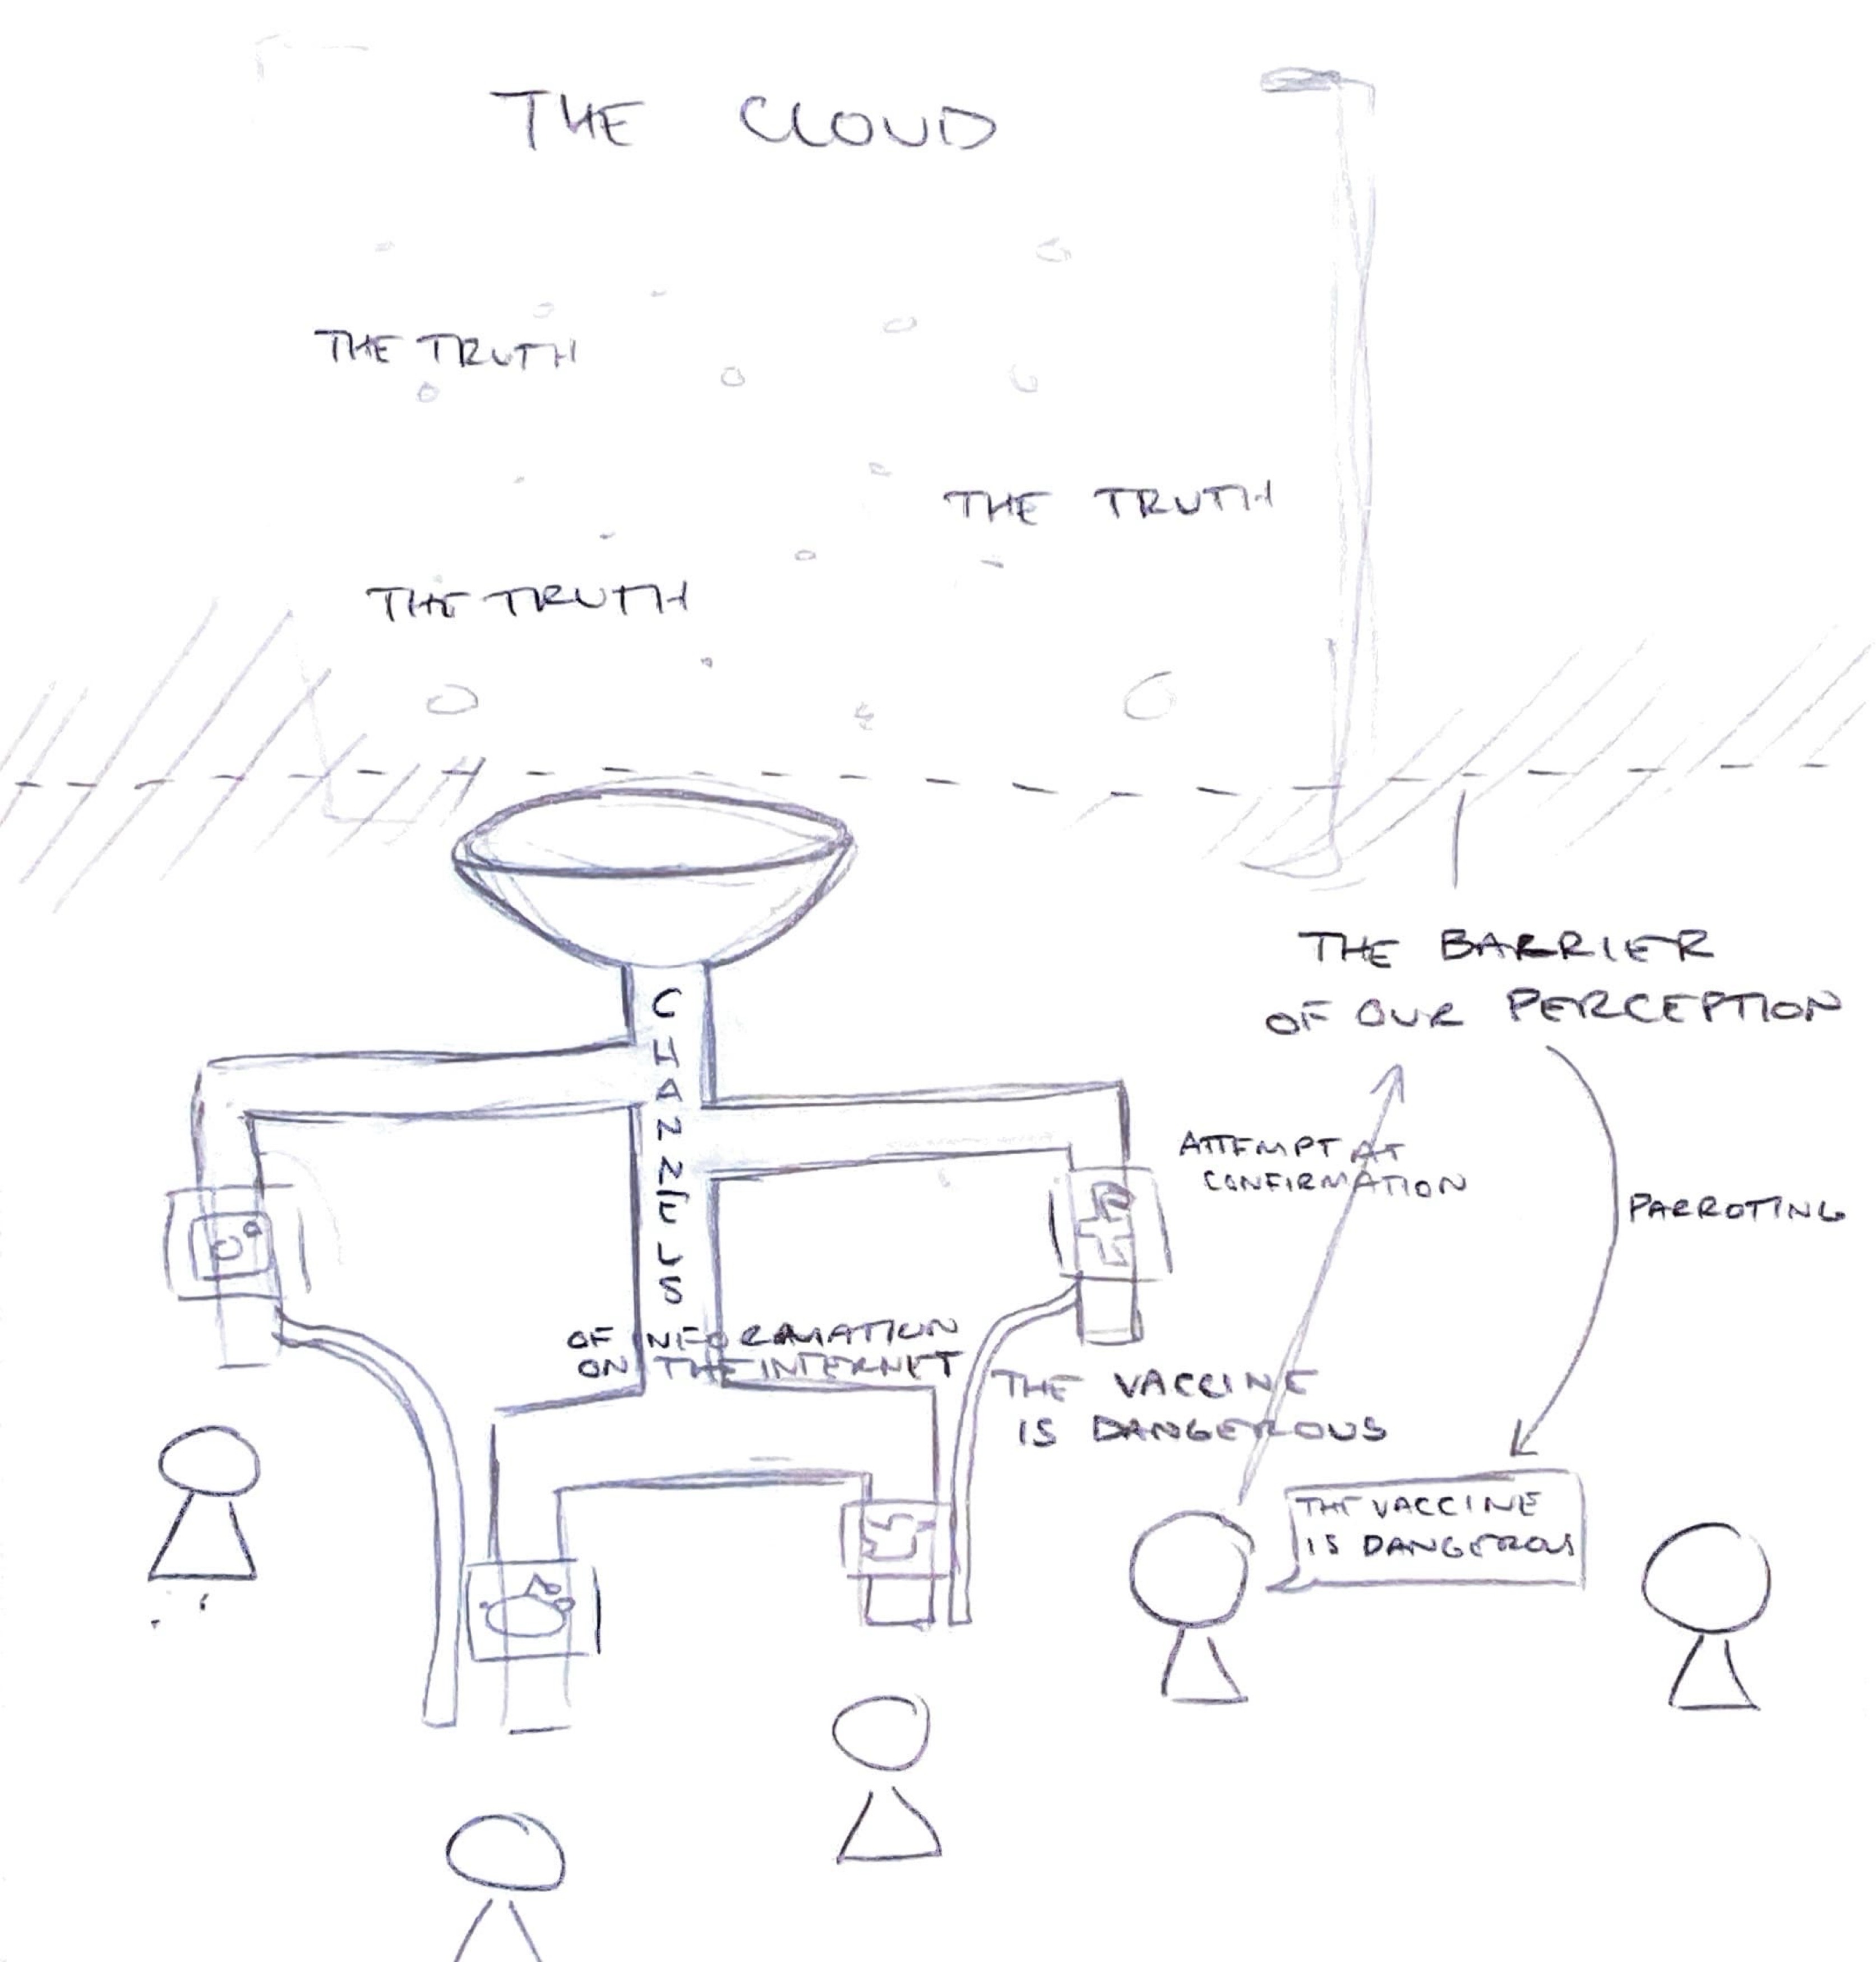 THE CLOUD
THE TRUTH
THE TRUTH
THE TRUTH
THE BARRIER
OF OUR PERCEPTION
CHANNELS
OF INFORMATION
ON THE INTERNET
ATTEMPT AT
CONFIRMATION
PARROTING
THE VACCINE
IS DANGEROUS
THE VACCINE
IS DANGEROUS